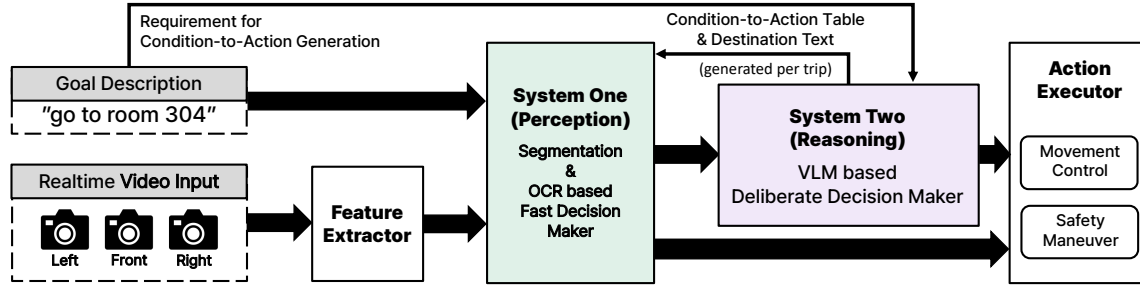 Requirement for
Condition-to-Action Generation
Goal Description
"go to room 304"
Realtime Video Input
Left
Front
Right
Feature
Extractor
System One
(Perception)
Segmentation
&
OCR based
Fast Decision
Maker
Condition-to-Action Table
& Destination Text
(generated per trip)
System Two
(Reasoning)
VLM based
Deliberate Decision Maker
Action
Executor
Movement
Control
Safety
Maneuver